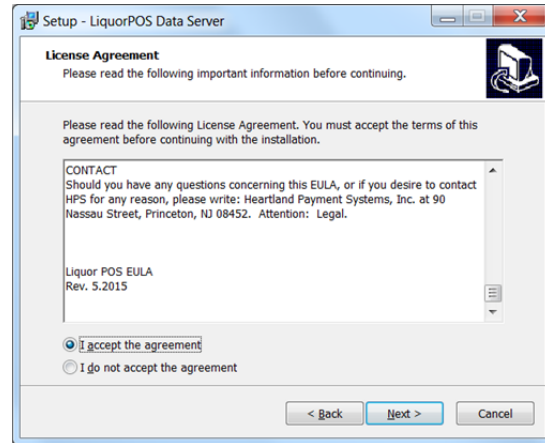 Setup - LiquorPOS Data Server
License Agreement
Please read the following important information before continuing.
Please read the following License Agreement. You must accept the terms of this
agreement before continuing with the installation.
CONTACT
Should you have any questions concerning this EULA, or if you desire to contact
HPS for any reason, please write: Heartland Payment Systems, Inc. at 90
Nassau Street, Princeton, NJ 08452.  Attention:  Legal.
Liquor POS EULA
Rev. 5.2015
I accept the agreement
I do not accept the agreement
< Back
Next >
Cancel